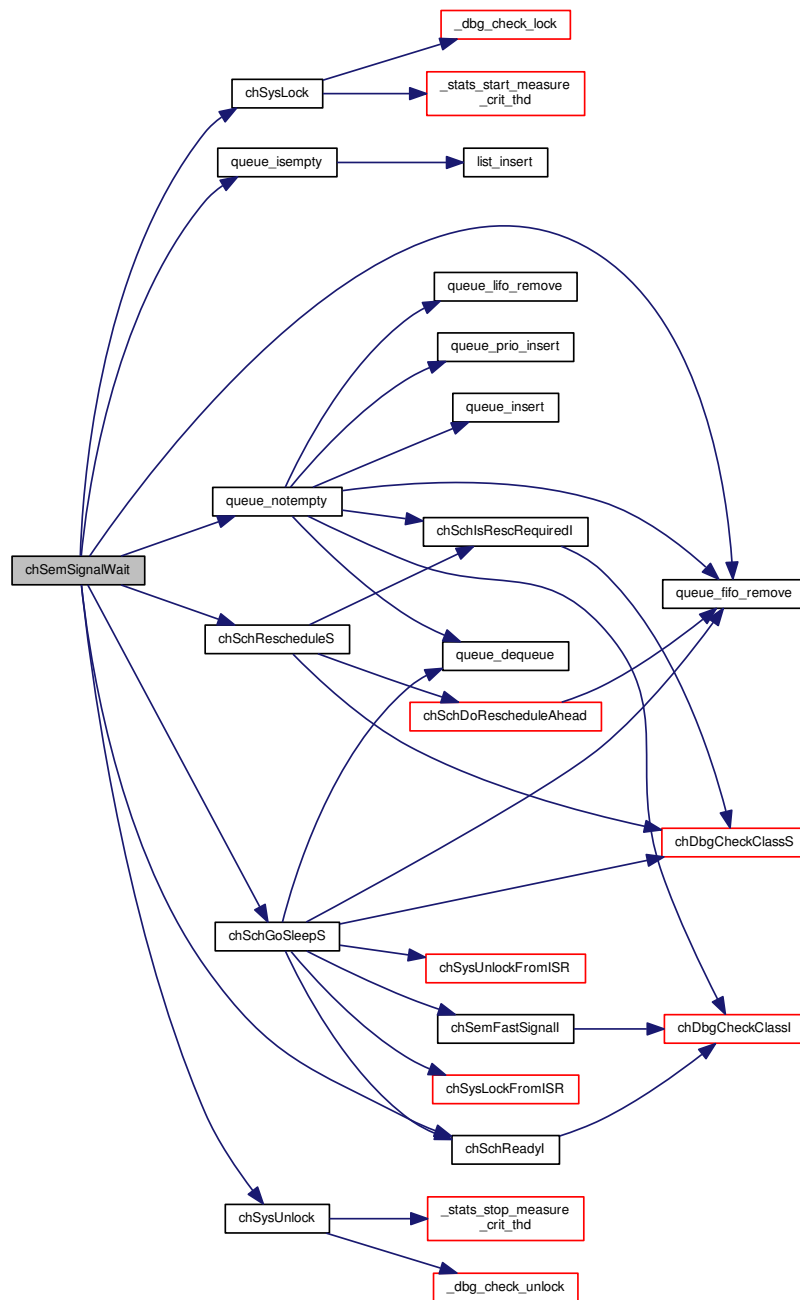 _dbg_check_lock
chSysLock
_stats_start_measure
_crit_thd
queue_isempty
list_insert
queue_lifo_remove
queue_prio_insert
queue_insert
queue_notempty
chSchIsRescRequiredI
chSemSignalWait
queue_fifo_remove
chSchRescheduleS
queue_dequeue
chSchDoRescheduleAhead
chDbgCheckClassS
chSchGoSleepS
chSysUnlockFromISR
chSemFastSignalI
chDbgCheckClassI
chSysLockFromISR
chSchReadyI
chSysUnlock
_stats_stop_measure
_crit_thd
_dbg_check_unlock